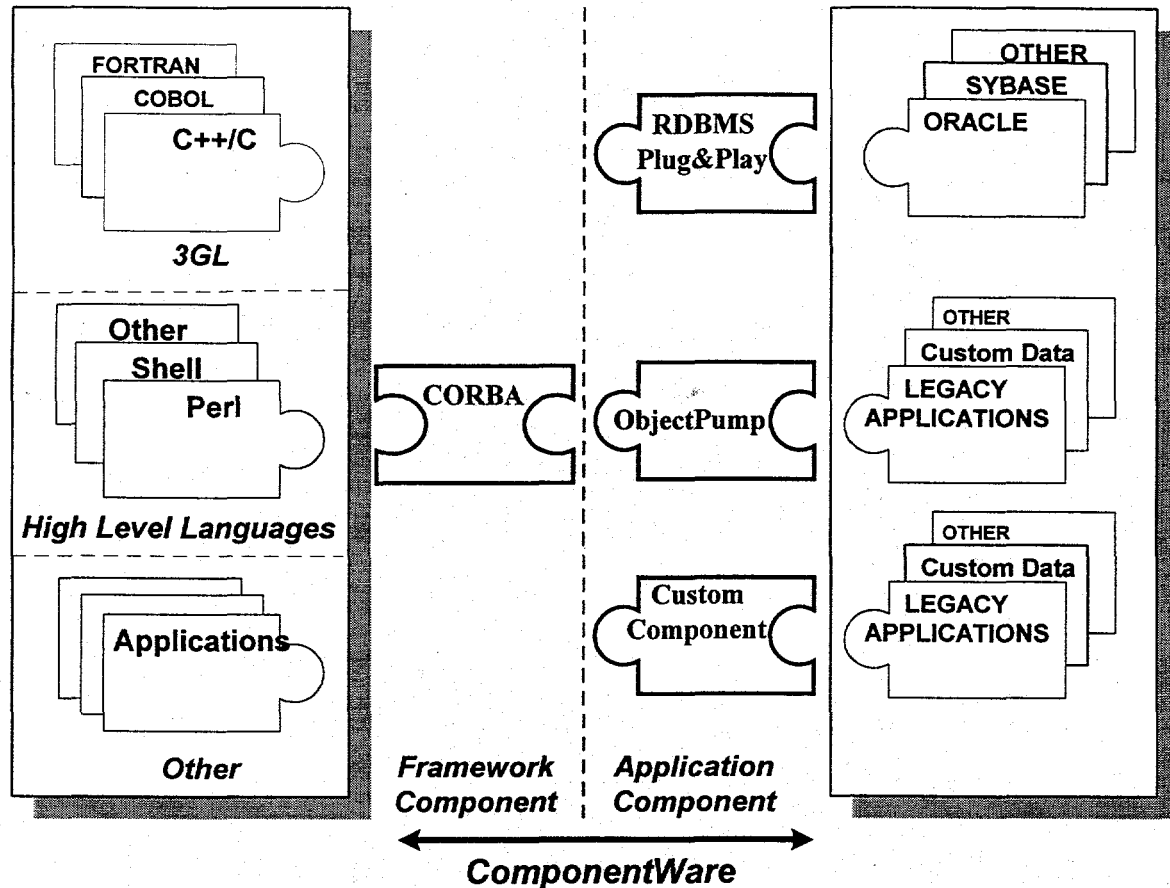 FORTRAN
COBOL
C++/C
3GL
Other
Shell
Perl
High Level Languages
Applications
Other
CORBA
Framework
Component
RDBMS
Plug&Play
ObjectPump
Custom
Component
Application
Component
ComponentWare
OTHER
SYBASE
ORACLE
OTHER
Custom Data
LEGACY
APPLICATIONS
OTHER
Custom Data
LEGACY
APPLICATIONS